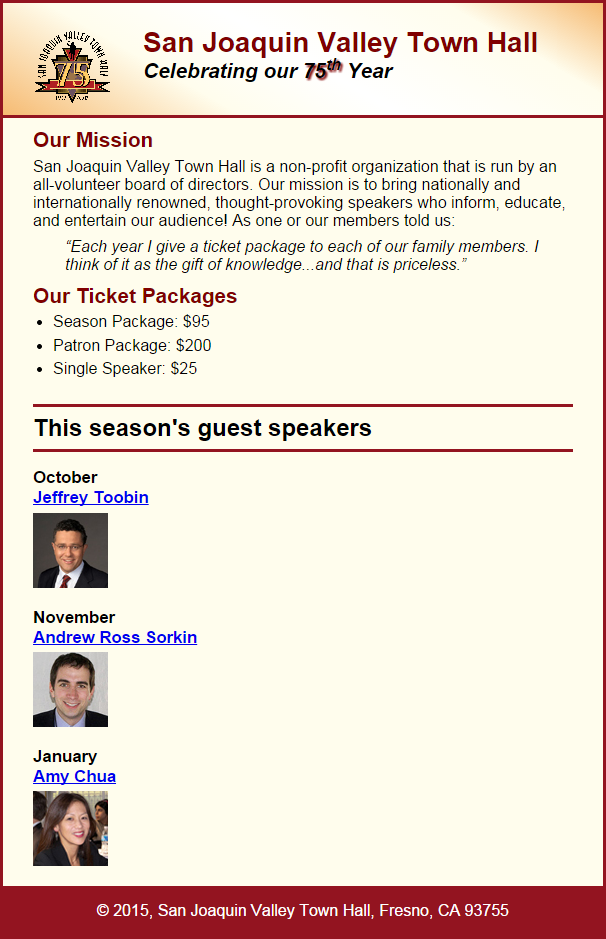 SAN JOAQUIN VALLEY TOWN HALL
75
San Joaquin Valley Town Hall
Celebrating our 75th Year
Our Mission
San Joaquin Valley Town Hall is a non-profit organization that is run by an
all-volunteer board of directors. Our mission is to bring nationally and
internationally renowned, thought-provoking speakers who inform, educate,
and entertain our audience! As one or our members told us:
“Each year I give a ticket package to each of our family members. I
think of it as the gift of knowledge...and that is priceless.”
Our Ticket Packages
• Season Package: $95
• Patron Package: $200
• Single Speaker: $25
This season's guest speakers
October
Jeffrey Toobin
November
Andrew Ross Sorkin
January
Amy Chua
© 2015, San Joaquin Valley Town Hall, Fresno, CA 93755